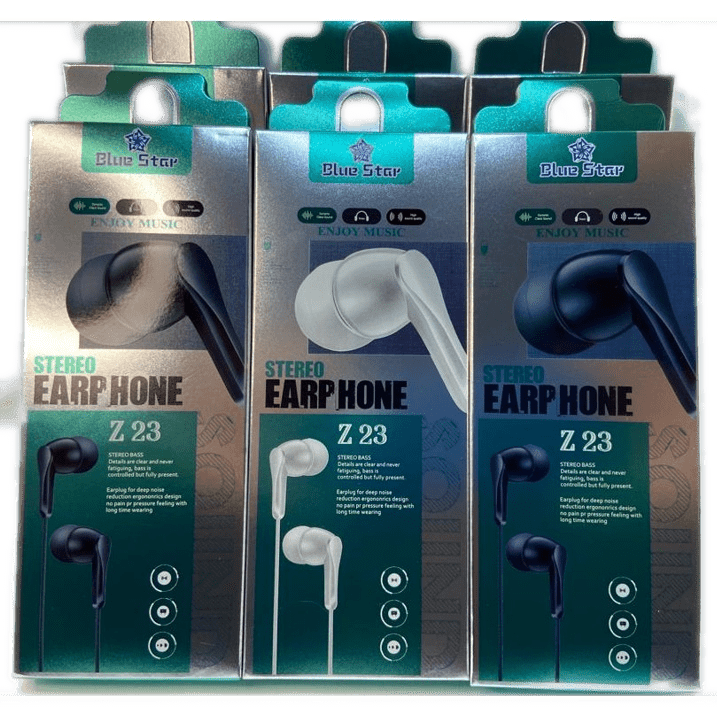 Blue Star
ENJOY MUSIC
STEREO
EARPHONE
Z 23
STEREO BASS
Details are clear and never
fatiguing, bass is
controlled but fully present.
Earplug for deep noise
reduction ergononrics design
no pain pr pressure feeling with
long time wearing
Blue Star
ENJOY MUSIC
STEREO
EARPHONE
Z 23
STEREO BASS
Details are clear and never
fatiguing, bass is
controlled but fully present.
Earplug for deep noise
reduction ergononrics design
no pain pr pressure feeling with
long time wearing
Blue Star
ENJOY MUSIC
STEREO
EARPHONE
Z 23
STEREO BASS
Details are clear and never
fatiguing, bass is
controlled but fully present.
Earplug for deep noise
reduction ergononrics design
no pain pr pressure feeling with
long time wearing